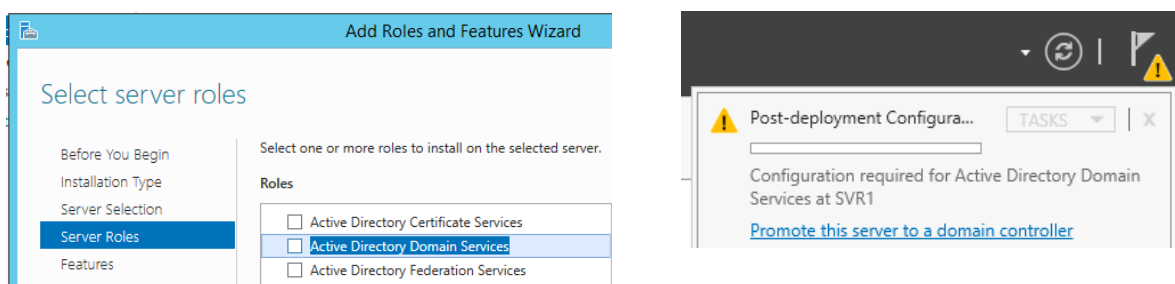 Add Roles and Features Wizard
Select server roles
Before You Begin
Installation Type
Server Selection
Server Roles
Features
Select one or more roles to install on the selected server.
Roles
Active Directory Certificate Services
Active Directory Domain Services
Active Directory Federation Services
Post-deployment Configura... TASKS X
Configuration required for Active Directory Domain
Services at SVR1
Promote this server to a domain controller